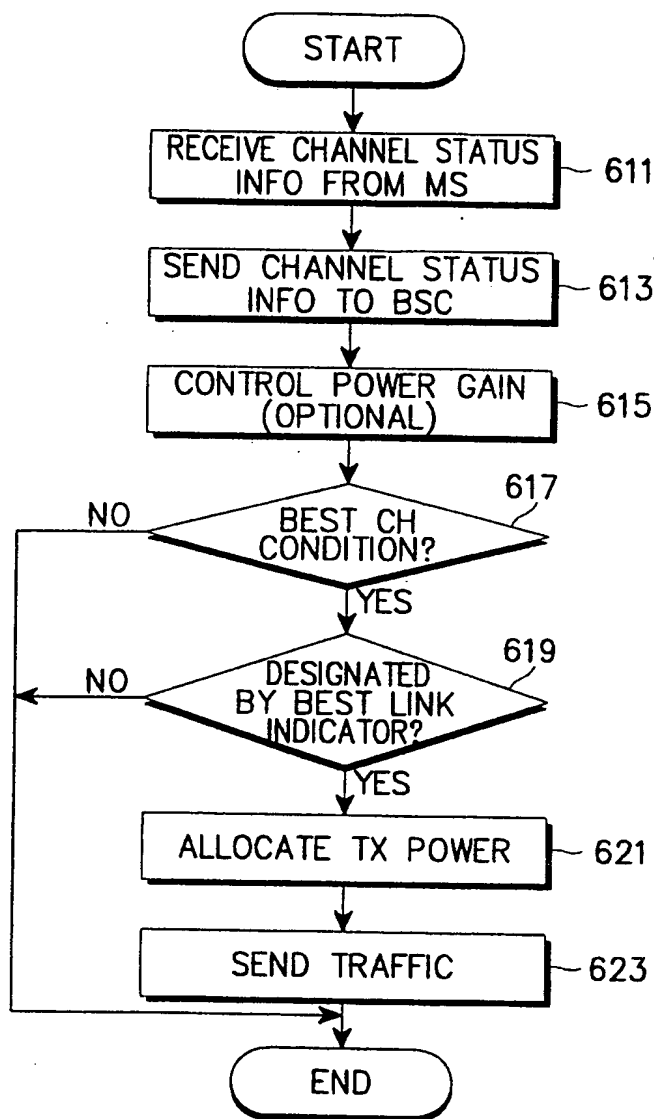 START
RECEIVE CHANNEL STATUS
INFO FROM MS
611
SEND CHANNEL STATUS
INFO TO BSC
613
CONTROL POWER GAIN
(OPTIONAL)
615
617
NO
BEST CH
CONDITION?
YES
619
NO
DESIGNATED
BY BEST LINK
INDICATOR?
YES
ALLOCATE TX POWER
621
SEND TRAFFIC
623
END